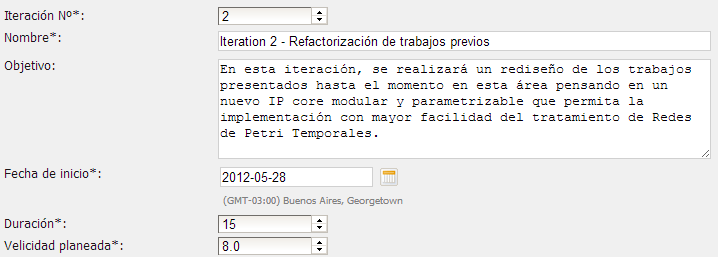 Iteración Nº*: 2
Nombre*: Iteration 2 - Refactorización de trabajos previos
Objetivo: En esta iteración, se realizará un rediseño de los trabajos
presentados hasta el momento en esta área pensando en un
nuevo IP core modular y parametrizable que permita la
implementación con mayor facilidad del tratamiento de Redes
de Petri Temporales.
Fecha de inicio*: 2012-05-28
(GMT-03:00) Buenos Aires, Georgetown
Duración*: 15
Velicidad planeada*: 8.0